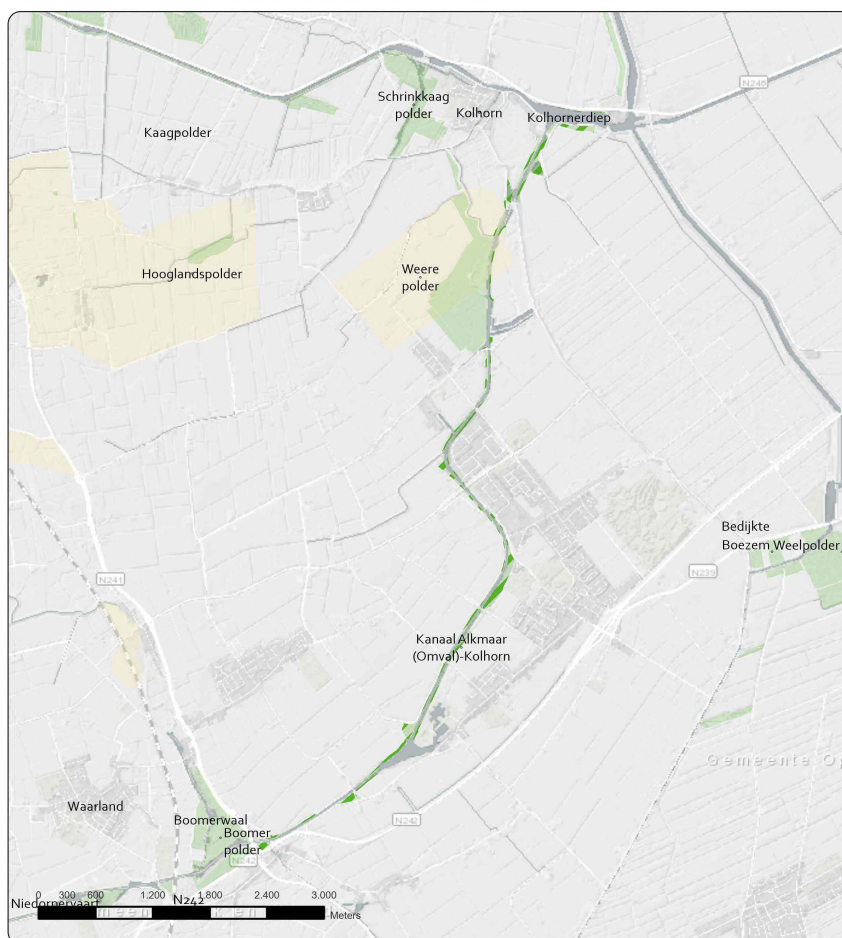 N248
Schrinkkaag
polder
Kolhorn
Kolhornerdiep
Kaagpolder
Hooglandspolder
Weere
polder
Bedijkte
Boezem Weelpolder
N241
N239
Kanaal Alkmaar
(Omval)-Kolhorn
Gemeente Op
Waarland
Boomerwaal
Boomer
polder
N242
N242
0 300 600 1.200 1.800 2.400 3.000
Niedorpervaart
N242
Meters